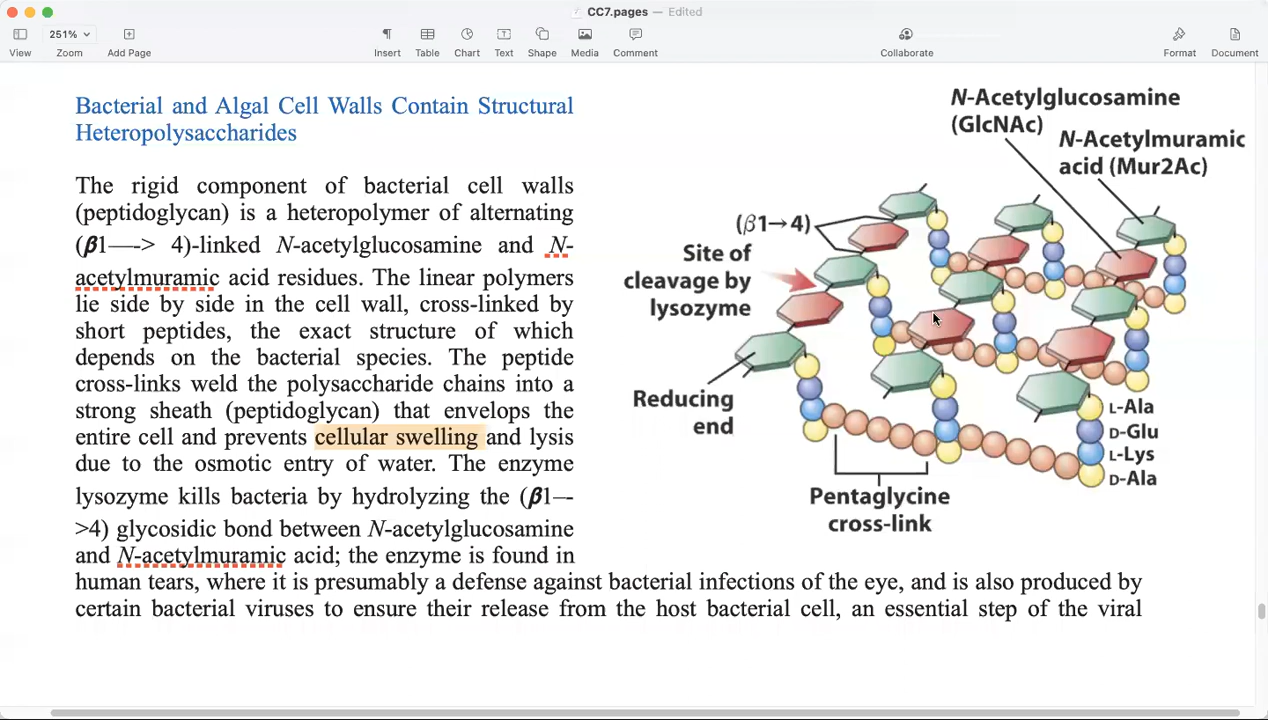 CC7.pages — Edited
251%
View
Zoom
Add Page
Insert
Table
Chart
Text
Shape
Media
Comment
Collaborate
Format
Document
Bacterial and Algal Cell Walls Contain Structural
Heteropolysaccharides
The rigid component of bacterial cell walls
(peptidoglycan) is a heteropolymer of alternating
(β1—-> 4)-linked N-acetylglucosamine and N-
acetylmuramic acid residues. The linear polymers
lie side by side in the cell wall, cross-linked by
short peptides, the exact structure of which
depends on the bacterial species. The peptide
cross-links weld the polysaccharide chains into a
strong sheath (peptidoglycan) that envelops the
entire cell and prevents cellular swelling and lysis
due to the osmotic entry of water. The enzyme
lysozyme kills bacteria by hydrolyzing the (β1–-
>4) glycosidic bond between N-acetylglucosamine
and N-acetylmuramic acid; the enzyme is found in
human tears, where it is presumably a defense against bacterial infections of the eye, and is also produced by
certain bacterial viruses to ensure their release from the host bacterial cell, an essential step of the viral
N-Acetylglucosamine
(GlcNAc)
N-Acetylmuramic
acid (Mur2Ac)
(β1→4)
Site of
cleavage by
lysozyme
Reducing
end
L-Ala
D-Glu
L-Lys
D-Ala
Pentaglycine
cross-link